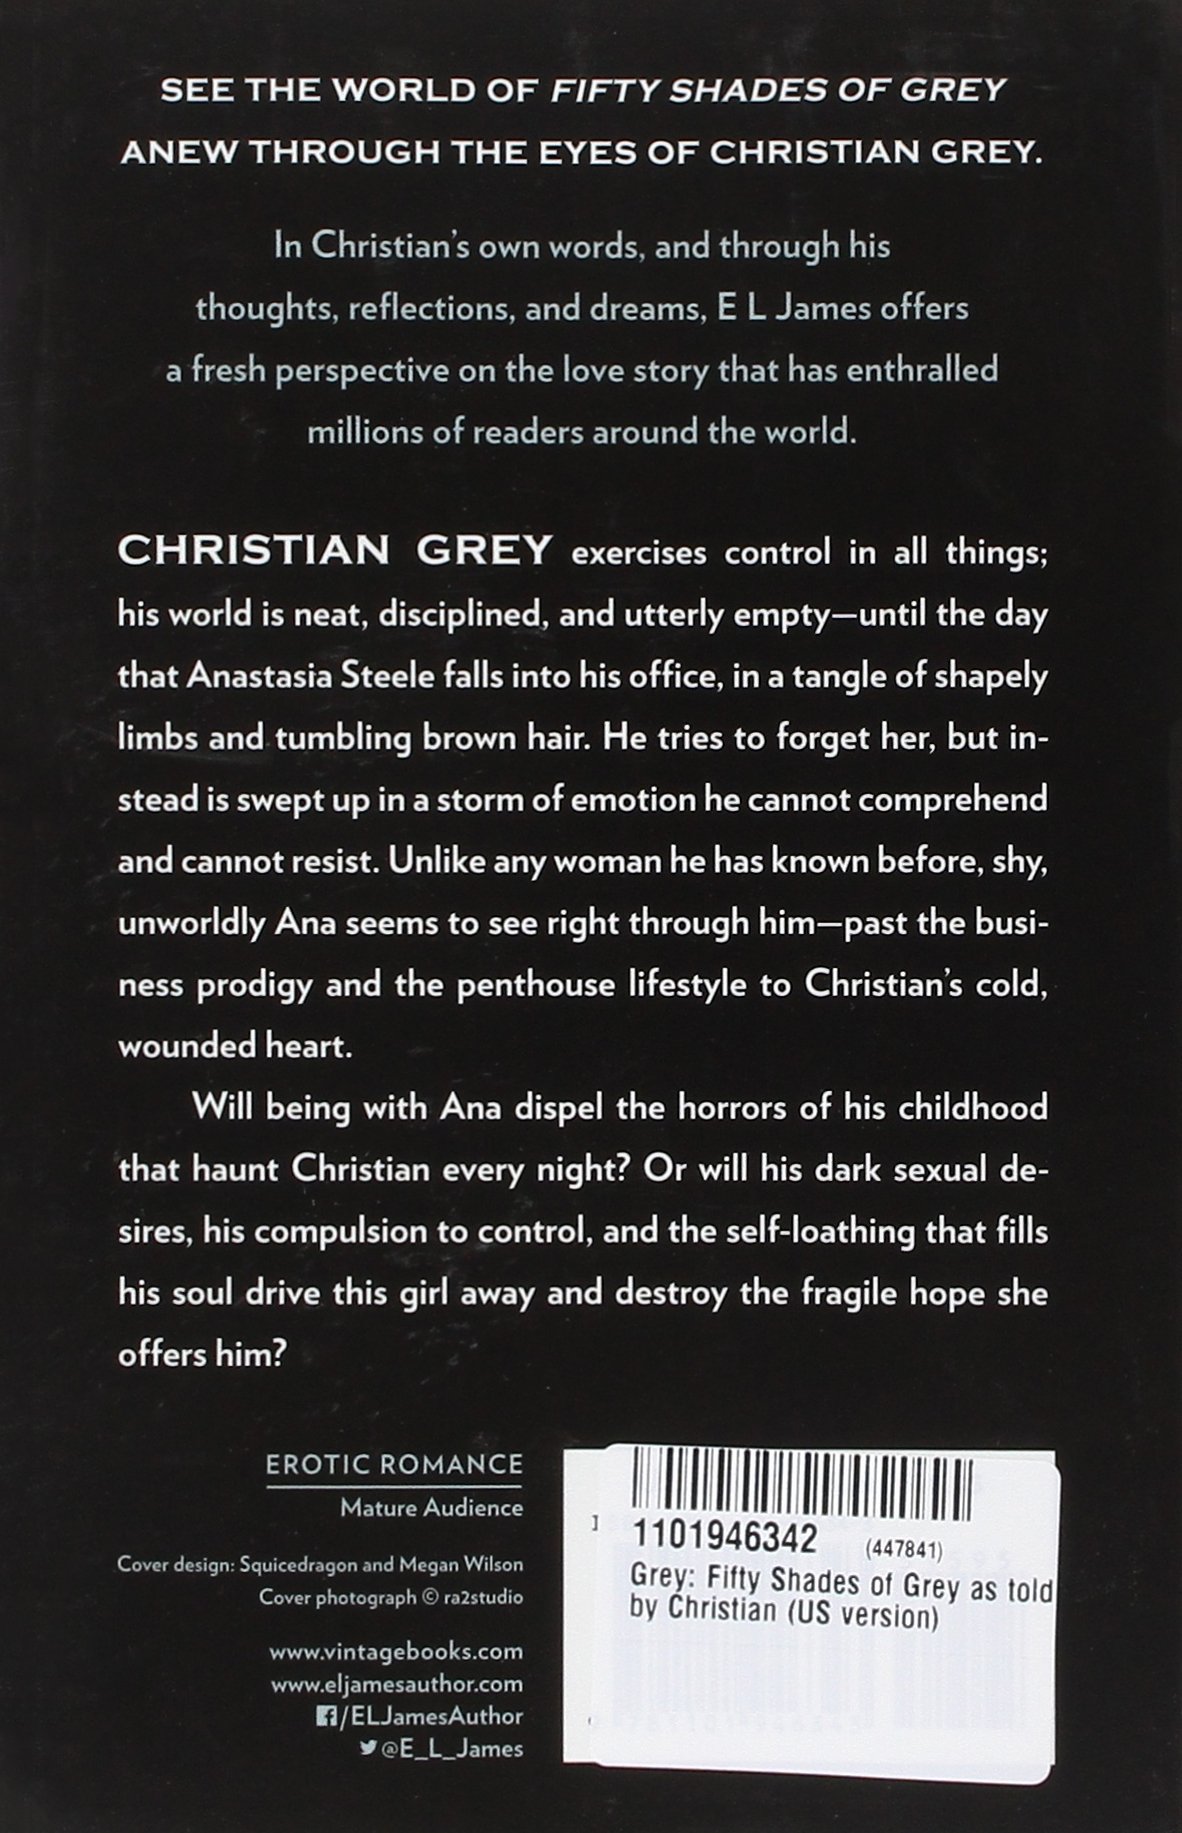 SEE THE WORLD OF FIFTY SHADES OF GREY
ANEW THROUGH THE EYES OF CHRISTIAN GREY.
In Christian's own words, and through his
thoughts, reflections, and dreams, E L James offers
a fresh perspective on the love story that has enthralled
millions of readers around the world.
CHRISTIAN GREY exercises control in all things;
his world is neat, disciplined, and utterly empty—until the day
that Anastasia Steele falls into his office, in a tangle of shapely
limbs and tumbling brown hair. He tries to forget her, but in-
stead is swept up in a storm of emotion he cannot comprehend
and cannot resist. Unlike any woman he has known before, shy,
unworldly Ana seems to see right through him—past the busi-
ness prodigy and the penthouse lifestyle to Christian's cold,
wounded heart.
Will being with Ana dispel the horrors of his childhood
that haunt Christian every night? Or will his dark sexual de-
sires, his compulsion to control, and the self-loathing that fills
his soul drive this girl away and destroy the fragile hope she
offers him?
EROTIC ROMANCE
Mature Audience
Cover design: Squicedragon and Megan Wilson
Cover photograph © ra2studio
www.vintagebooks.com
www.eljamesauthor.com
/ELJamesAuthor
@E_L_James
1101946342 (447841)
Grey: Fifty Shades of Grey as told
by Christian (US version)